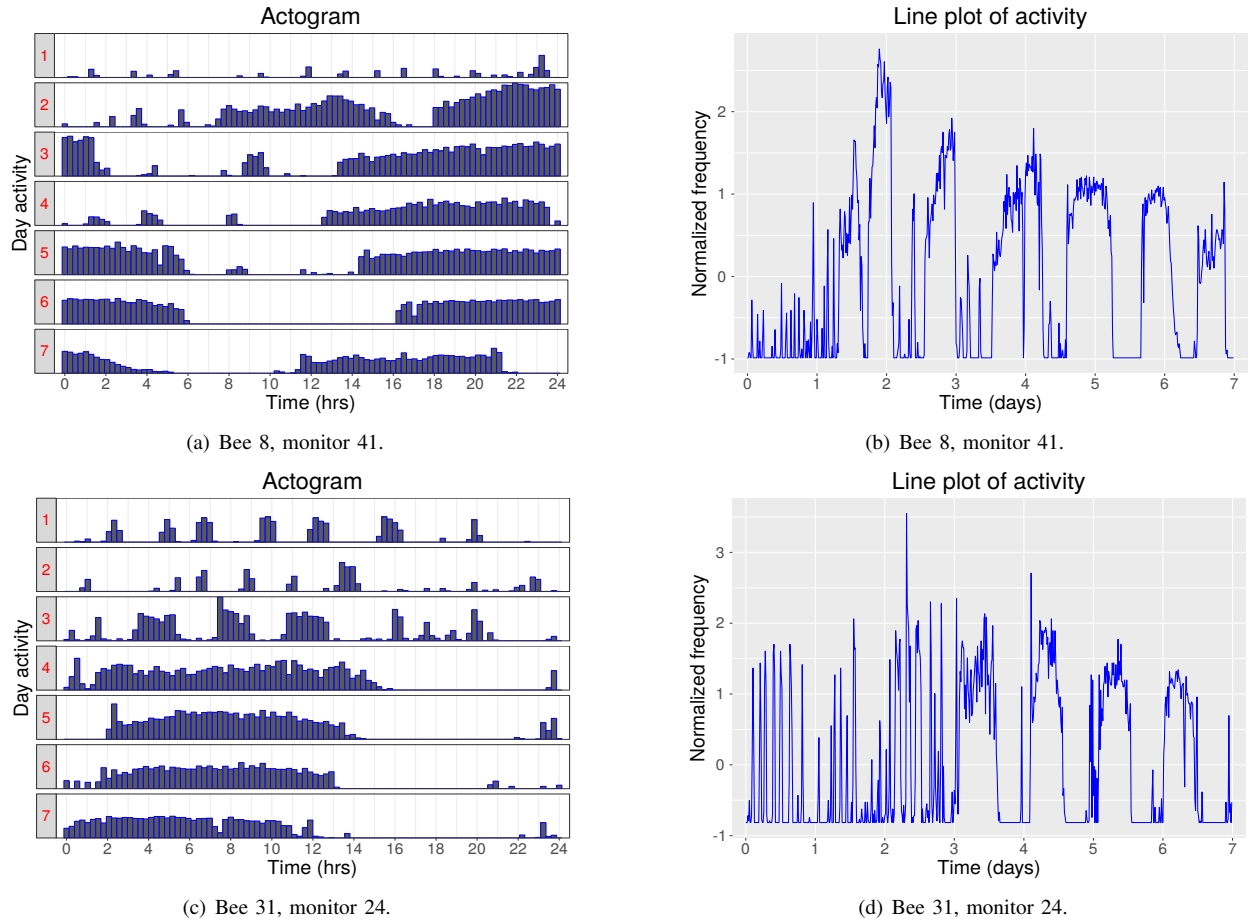 Actogram
Day activity
1
2
3
4
5
6
7
0 2 4 6 8 10 12 14 16 18 20 22 24
Time (hrs)
(a) Bee 8, monitor 41.
Line plot of activity
Normalized frequency
2
1
0
-1
0 1 2 3 4 5 6 7
Time (days)
(b) Bee 8, monitor 41.
Actogram
Day activity
1
2
3
4
5
6
7
0 2 4 6 8 10 12 14 16 18 20 22 24
Time (hrs)
(c) Bee 31, monitor 24.
Line plot of activity
Normalized frequency
3
2
1
0
-1
0 1 2 3 4 5 6 7
Time (days)
(d) Bee 31, monitor 24.